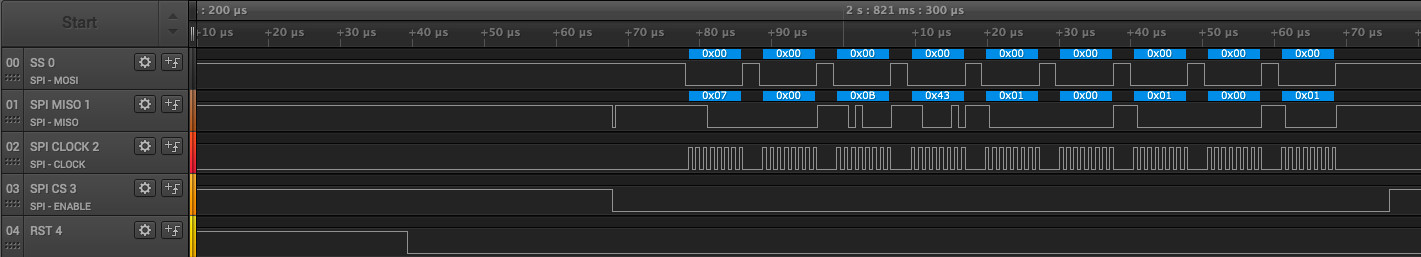 Start
: 200 µs
2 s : 821 ms : 300 µs
+10 µs +20 µs +30 µs +40 µs +50 µs +60 µs +70 µs +80 µs +90 µs +10 µs +20 µs +30 µs +40 µs +50 µs +60 µs +70 µs
00 SS 0
SPI - MOSI
0x00 0x00 0x00 0x00 0x00 0x00 0x00 0x00 0x00
01 SPI MISO 1
SPI - MISO
0x07 0x00 0x0B 0x43 0x01 0x00 0x01 0x00 0x01
02 SPI CLOCK 2
SPI - CLOCK
03 SPI CS 3
SPI - ENABLE
04 RST 4